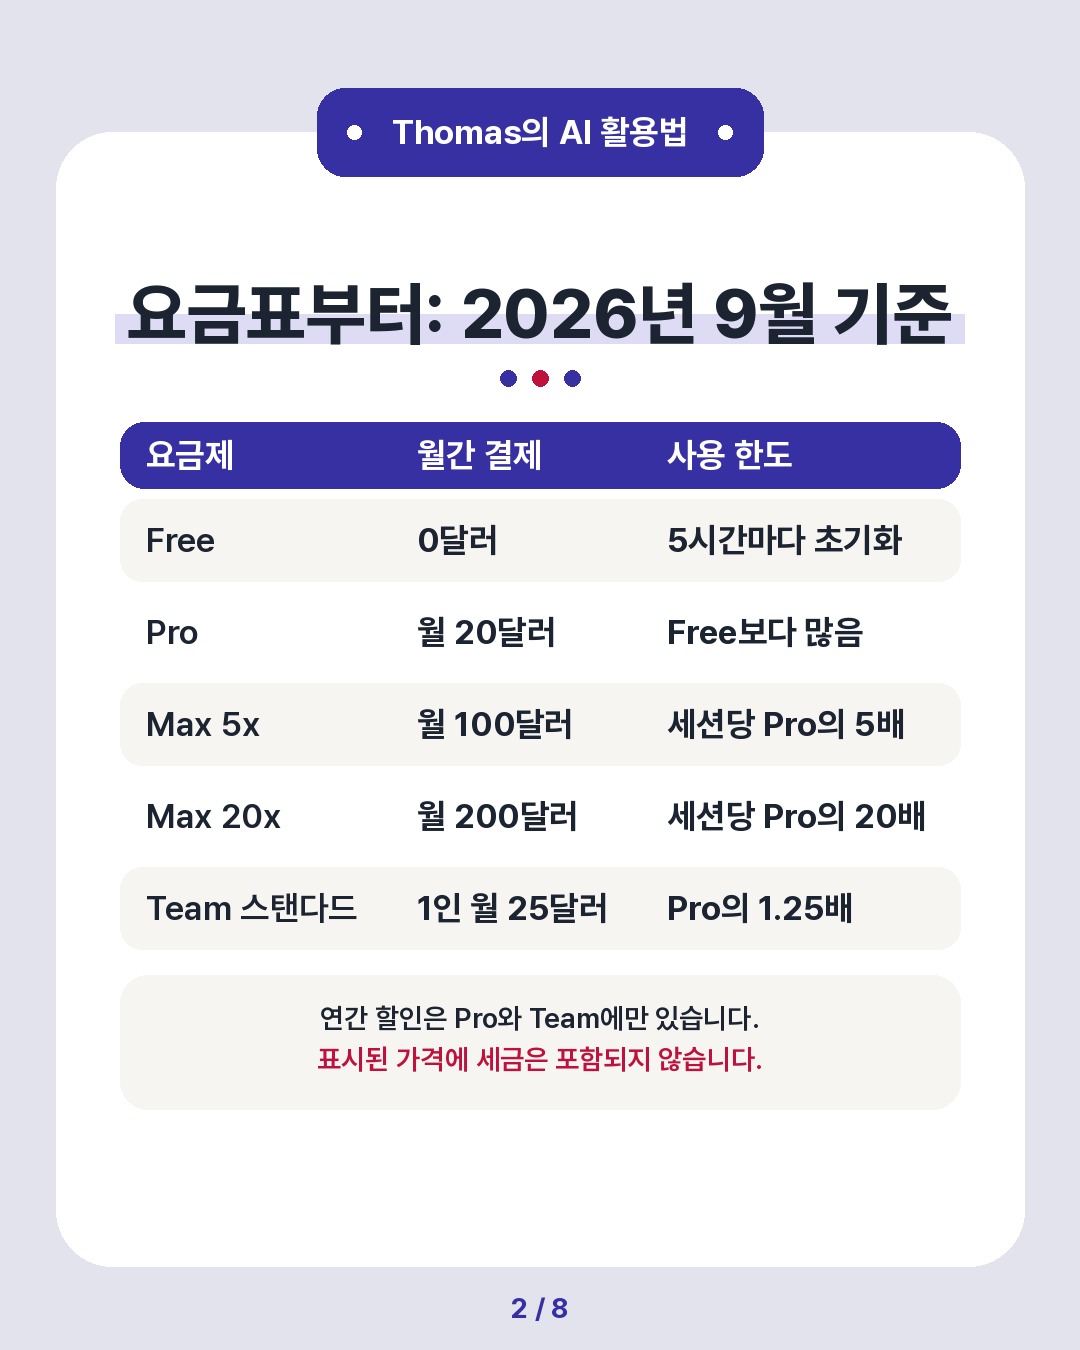 Thomas의 AI 활용법
요금표부터: 2026년 9월 기준
요금제 월간 결제 사용 한도
Free 0달러 5시간마다 초기화
Pro 월 20달러 Free보다 많음
Max 5x 월 100달러 세션당 Pro의 5배
Max 20x 월 200달러 세션당 Pro의 20배
Team 스탠다드 1인 월 25달러 Pro의 1.25배
연간 할인은 Pro와 Team에만 있습니다.
표시된 가격에 세금은 포함되지 않습니다.
2 / 8